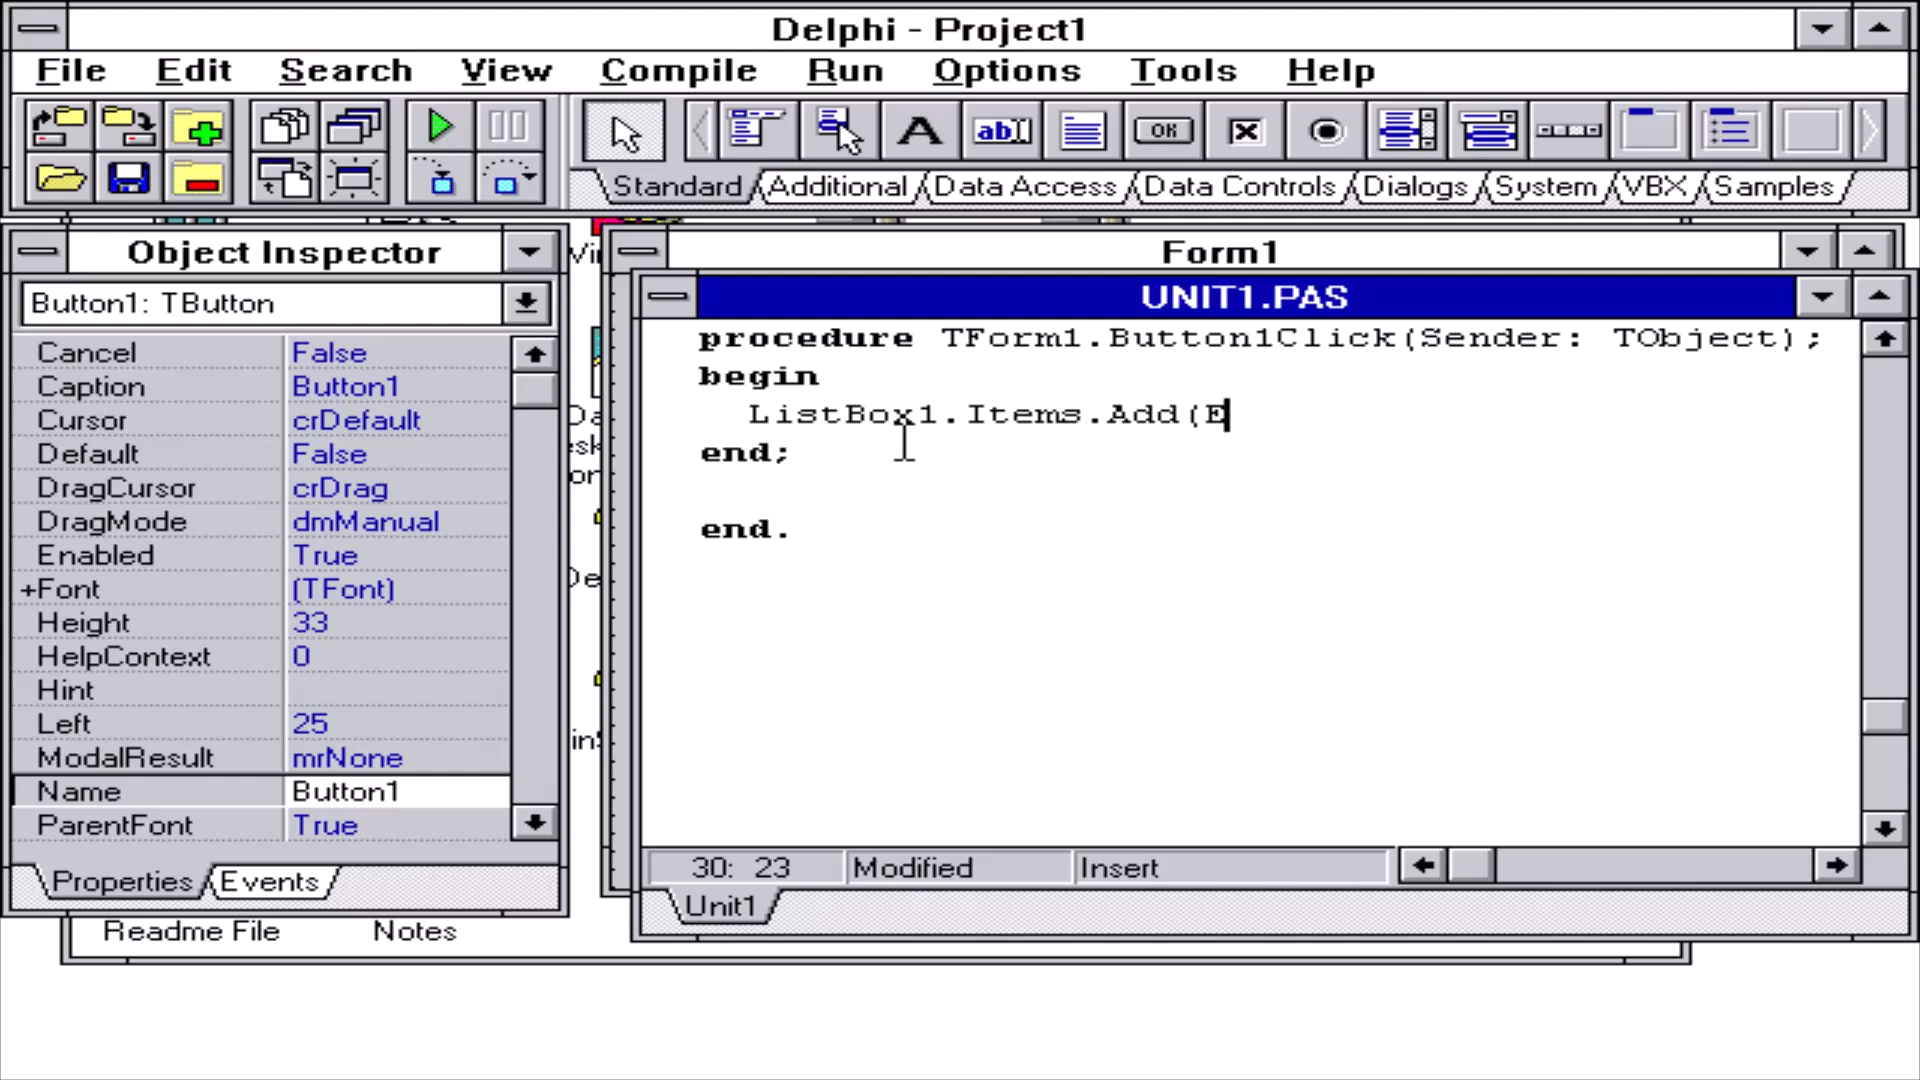 Delphi - Project1
File Edit Search View Compile Run Options Tools Help
A ab OK
Standard Additional Data Access Data Controls Dialogs System VBX Samples
Object Inspector
Button1: TButton
Cancel False
Caption Button1
Cursor crDefault
Default False
DragCursor crDrag
DragMode dmManual
Enabled True
+Font (TFont)
Height 33
HelpContext 0
Hint
Left 25
ModalResult mrNone
Name Button1
ParentFont True
Properties Events
Form1
UNIT1.PAS
procedure TForm1.Button1Click(Sender: TObject);
begin
ListBox1.Items.Add(E
end;
end.
30: 23 Modified Insert
Unit1
Readme File Notes